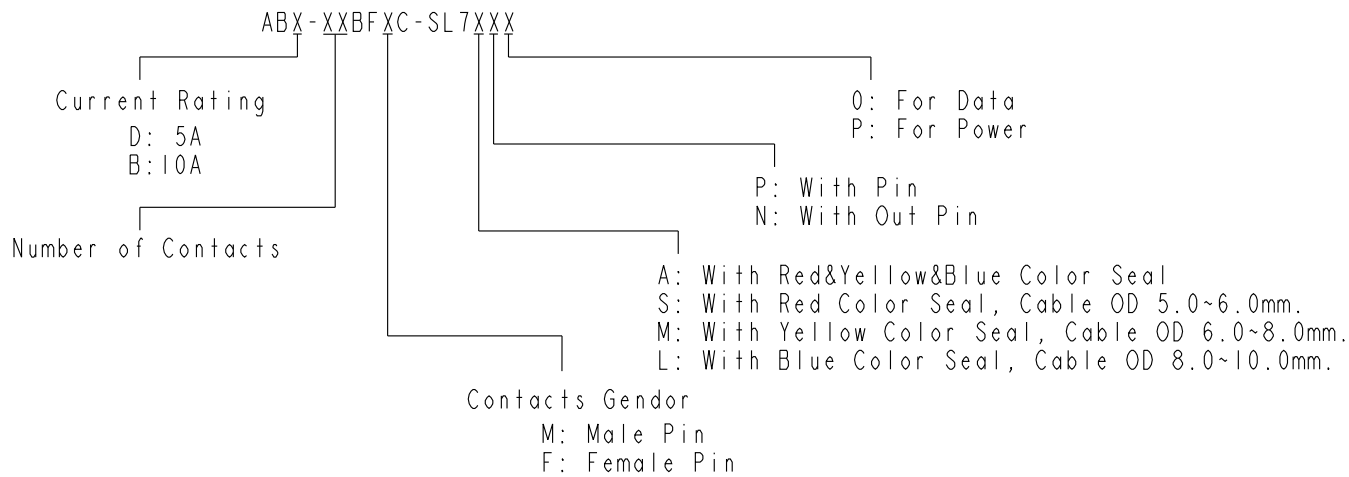 ABX-XXBFXC-SL7XXX
Current Rating
D: 5A
B:10A
Number of Contacts
O: For Data
P: For Power
P: With Pin
N: With Out Pin
A: With Red&Yellow&Blue Color Seal
S: With Red Color Seal, Cable OD 5.0~6.0mm.
M: With Yellow Color Seal, Cable OD 6.0~8.0mm.
L: With Blue Color Seal, Cable OD 8.0~10.0mm.
Contacts Gendor
M: Male Pin
F: Female Pin